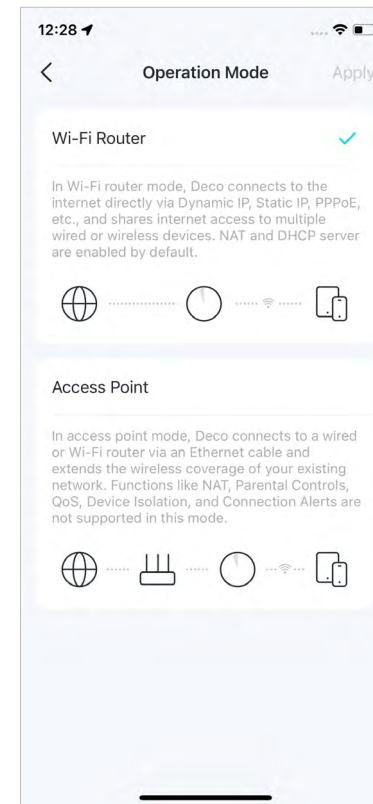 12:28
Operation Mode
Apply
Wi-Fi Router
In Wi-Fi router mode, Deco connects to the
internet directly via Dynamic IP, Static IP, PPPoE,
etc., and shares internet access to multiple
wired or wireless devices. NAT and DHCP server
are enabled by default.
Access Point
In access point mode, Deco connects to a wired
or Wi-Fi router via an Ethernet cable and
extends the wireless coverage of your existing
network. Functions like NAT, Parental Controls,
QoS, Device Isolation, and Connection Alerts are
not supported in this mode.